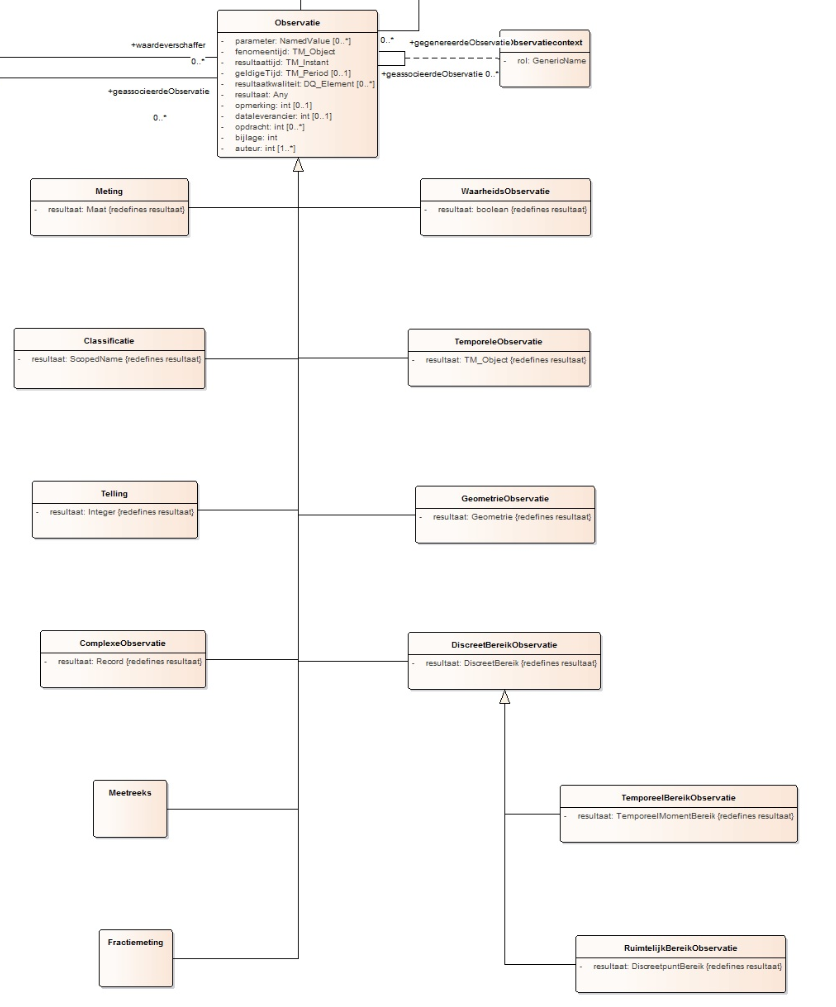 Observatie
- parameter: NamedValue [0..*]
- fenomeentijd: TM_Object
- resultaattijd: TM_Instant
- geldigeTijd: TM_Period [0..1]
- resultaatkwaliteit: DQ_Element [0..*]
- resultaat: Any
- opmerking: int [0..1]
- dataleverancier: int [0..1]
- opdracht: int [0..*]
- bijlage: int
- auteur: int [1..*]
+waardeverschaffer
0..*
+geassocieerdeObservatie
0..*
0..*
+gegenereerdeObservatie
bservatiecontext
- rol: GenericName
+geassocieerdeObservatie 0..*
Meting
- resultaat: Maat {redefines resultaat}
WaarheidsObservatie
- resultaat: boolean {redefines resultaat}
Classificatie
- resultaat: ScopedName {redefines resultaat}
TemporeleObservatie
- resultaat: TM_Object {redefines resultaat}
Telling
- resultaat: Integer {redefines resultaat}
GeometrieObservatie
- resultaat: Geometrie {redefines resultaat}
ComplexeObservatie
- resultaat: Record {redefines resultaat}
DiscreetBereikObservatie
- resultaat: DiscreetBereik {redefines resultaat}
Meetreeks
TemporeelBereikObservatie
- resultaat: TemporeelMomentBereik {redefines resultaat}
Fractiemeting
RuimtelijkBereikObservatie
- resultaat: DiscreetpuntBereik {redefines resultaat}